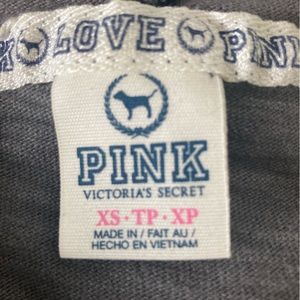 LOVE PINK
PINK
VICTORIA'S SECRET
XS · TP · XP
MADE IN / FAIT AU /
HECHO EN VIETNAM